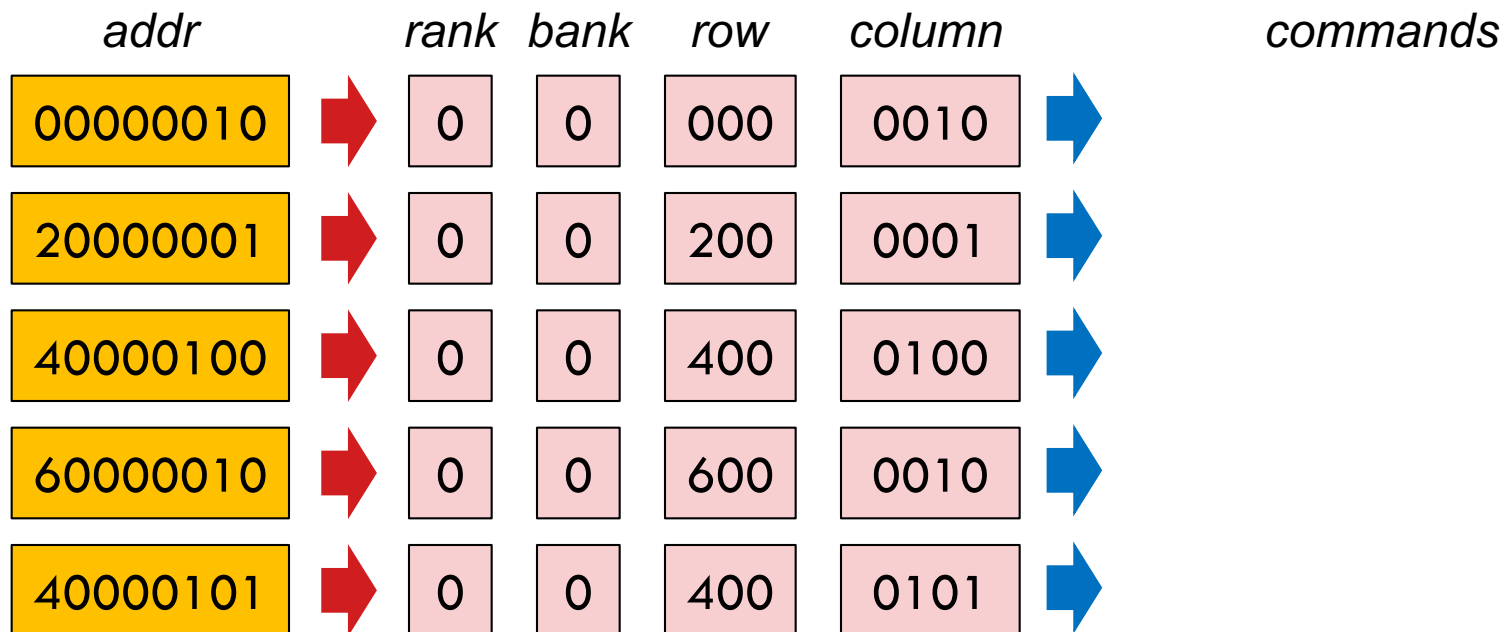 addr rank bank row column commands
00000010 0 0 000 0010
20000001 0 0 200 0001
40000100 0 0 400 0100
60000010 0 0 600 0010
40000101 0 0 400 0101